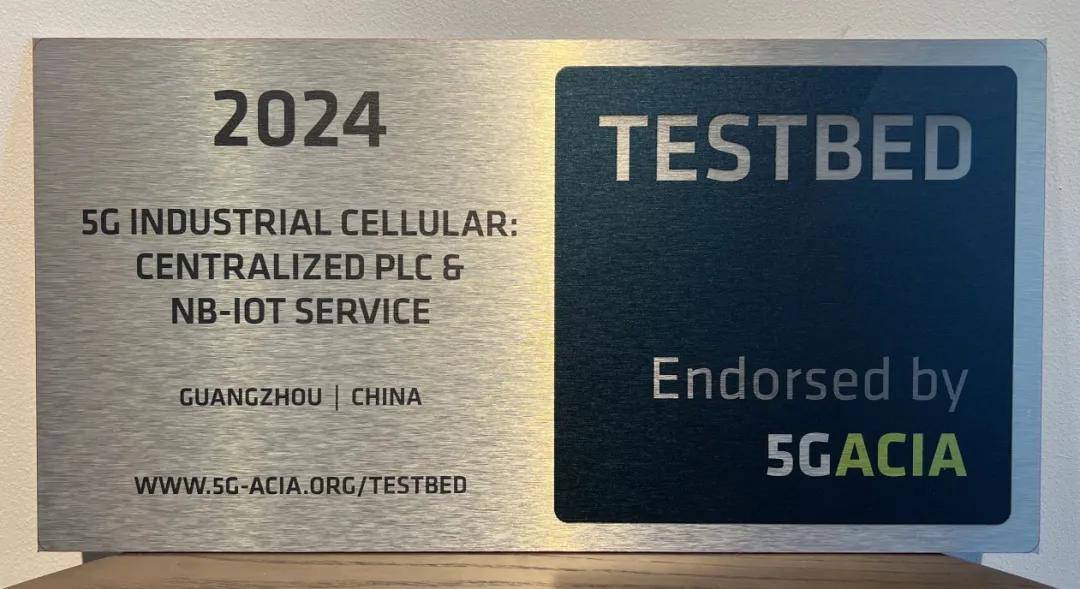 2024
5G INDUSTRIAL CELLULAR:
CENTRALIZED PLC &
NB-IOT SERVICE
GUANGZHOU | CHINA
WWW.5G-ACIA.ORG/TESTBED
TESTBED
Endorsed by
5GACIA